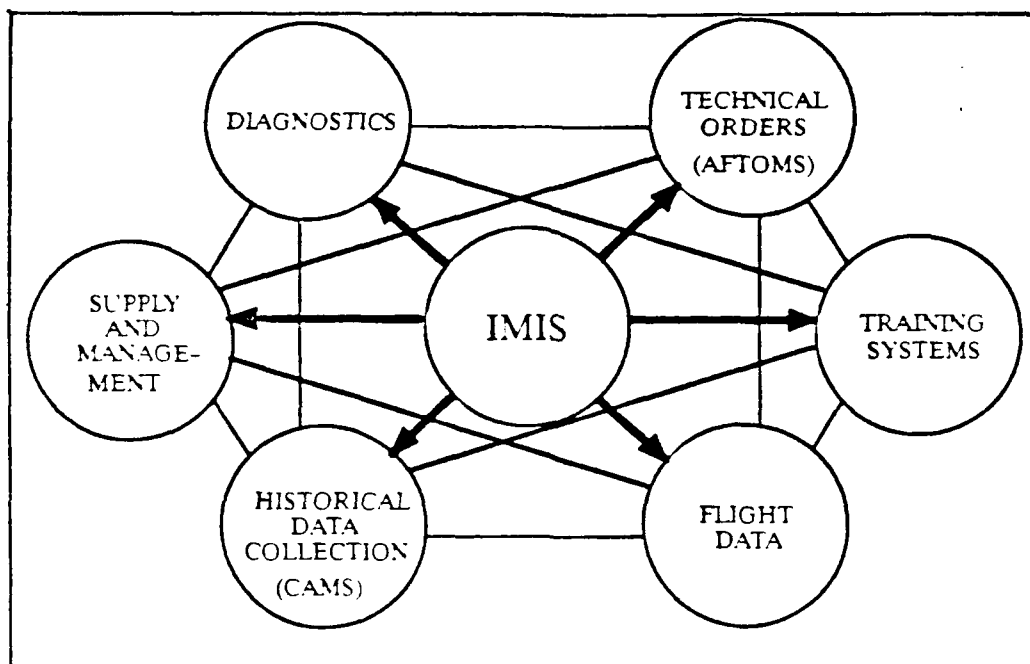 DIAGNOSTICS
TECHNICAL
ORDERS
(AFTOMS)
SUPPLY
AND
MANAGE-
MENT
IMIS
TRAINING
SYSTEMS
HISTORICAL
DATA
COLLECTION
(CAMS)
FLIGHT
DATA